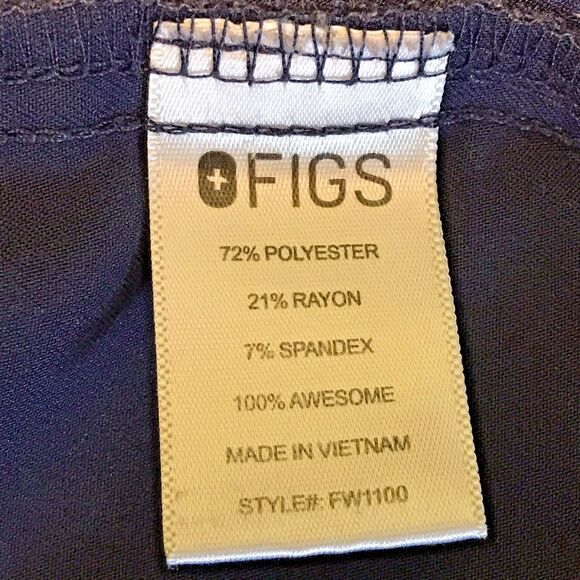 FIGS
72% POLYESTER
21% RAYON
7% SPANDEX
100% AWESOME
MADE IN VIETNAM
STYLE#: FW1100